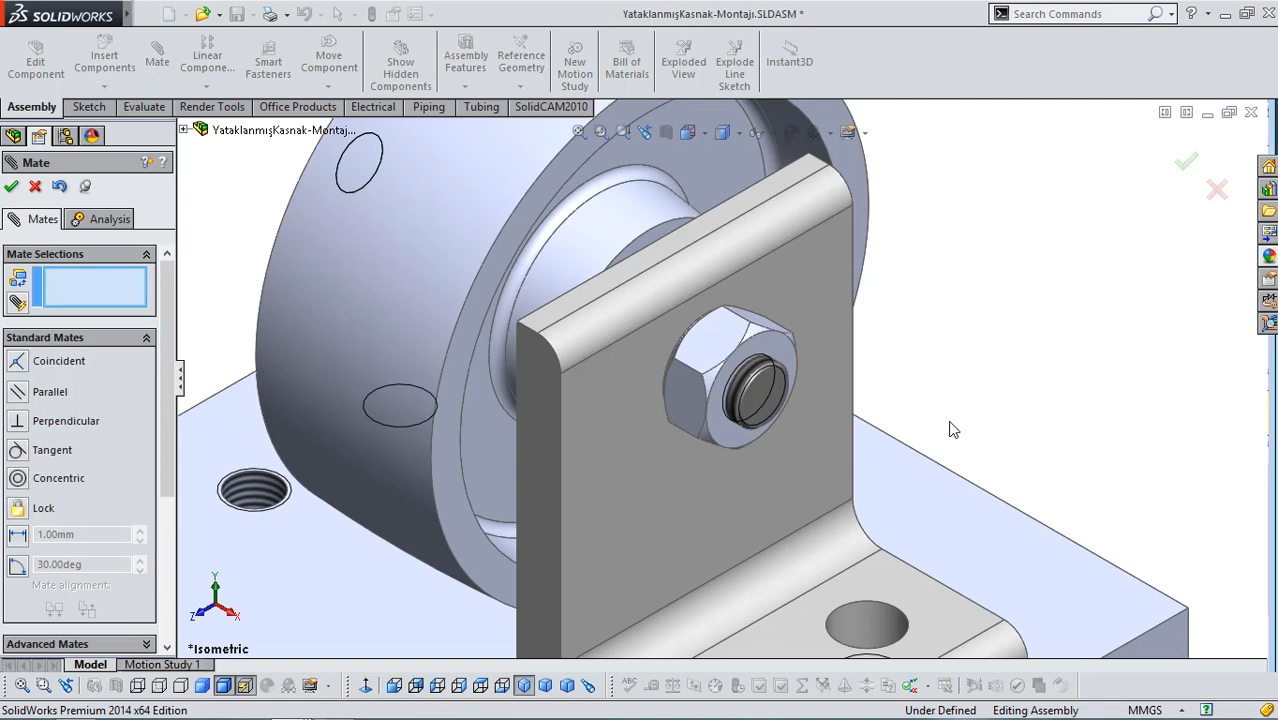 SOLIDWORKS
YataklanmışKasnak-Montajı.SLDASM *
Search Commands
Edit Component
Insert Components
Mate
Linear Compone...
Smart Fasteners
Move Component
Show Hidden Components
Assembly Features
Reference Geometry
New Motion Study
Bill of Materials
Exploded View
Explode Line Sketch
Instant3D
Assembly
Sketch
Evaluate
Render Tools
Office Products
Electrical
Piping
Tubing
SolidCAM2010
YataklanmışKasnak-Montaj...
Mate
Mates
Analysis
Mate Selections
Standard Mates
Coincident
Parallel
Perpendicular
Tangent
Concentric
Lock
1.00mm
30.00deg
Mate alignment:
Advanced Mates
Y
Z
X
*Isometric
Model
Motion Study 1
SolidWorks Premium 2014 x64 Edition
Under Defined
Editing Assembly
MMGS